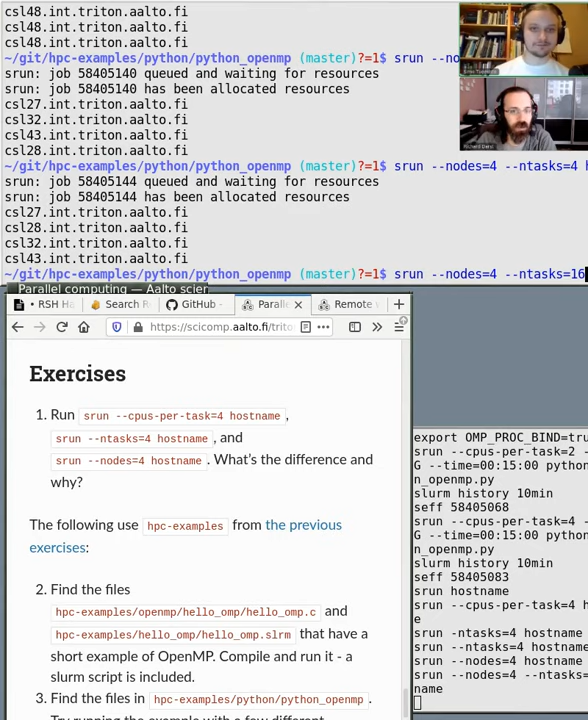 csl48.int.triton.aalto.fi
csl48.int.triton.aalto.fi
csl48.int.triton.aalto.fi
~/git/hpc-examples/python/python_openmp (master)?=1$ srun --no
srun: job 58405140 queued and waiting for resources
srun: job 58405140 has been allocated resources
csl27.int.triton.aalto.fi
csl32.int.triton.aalto.fi
csl43.int.triton.aalto.fi
csl28.int.triton.aalto.fi
~/git/hpc-examples/python/python_openmp (master)?=1$ srun --nodes=4 --ntasks=4 h
srun: job 58405144 queued and waiting for resources
srun: job 58405144 has been allocated resources
csl27.int.triton.aalto.fi
csl28.int.triton.aalto.fi
csl32.int.triton.aalto.fi
csl43.int.triton.aalto.fi
~/git/hpc-examples/python/python_openmp (master)?=1$ srun --nodes=4 --ntasks=16
Parallel computing — Aalto scien
• RSH Ha
Search R
GitHub -
Paralle
Remote
https://scicomp.aalto.fi/trito
Exercises
1. Run srun --cpus-per-task=4 hostname ,
srun --ntasks=4 hostname , and
srun --nodes=4 hostname . What's the difference and
why?
The following use hpc-examples from the previous
exercises:
2. Find the files
hpc-examples/openmp/hello_omp/hello_omp.c and
hpc-examples/hello_omp/hello_omp.slrm that have a
short example of OpenMP. Compile and run it - a
slurm script is included.
3. Find the files in hpc-examples/python/python_openmp .
Try running the example with a few different
export OMP_PROC_BIND=tru
srun --cpus-per-task=2 -
G --time=00:15:00 python
n_openmp.py
slurm history 10min
seff 58405068
srun --cpus-per-task=4 -
G --time=00:15:00 python
n_openmp.py
slurm history 10min
seff 58405083
srun hostname
srun --cpus-per-task=4 h
e
srun -ntasks=4 hostname
srun --ntasks=4 hostname
srun --nodes=4 hostname
srun --nodes=4 --ntasks=
name